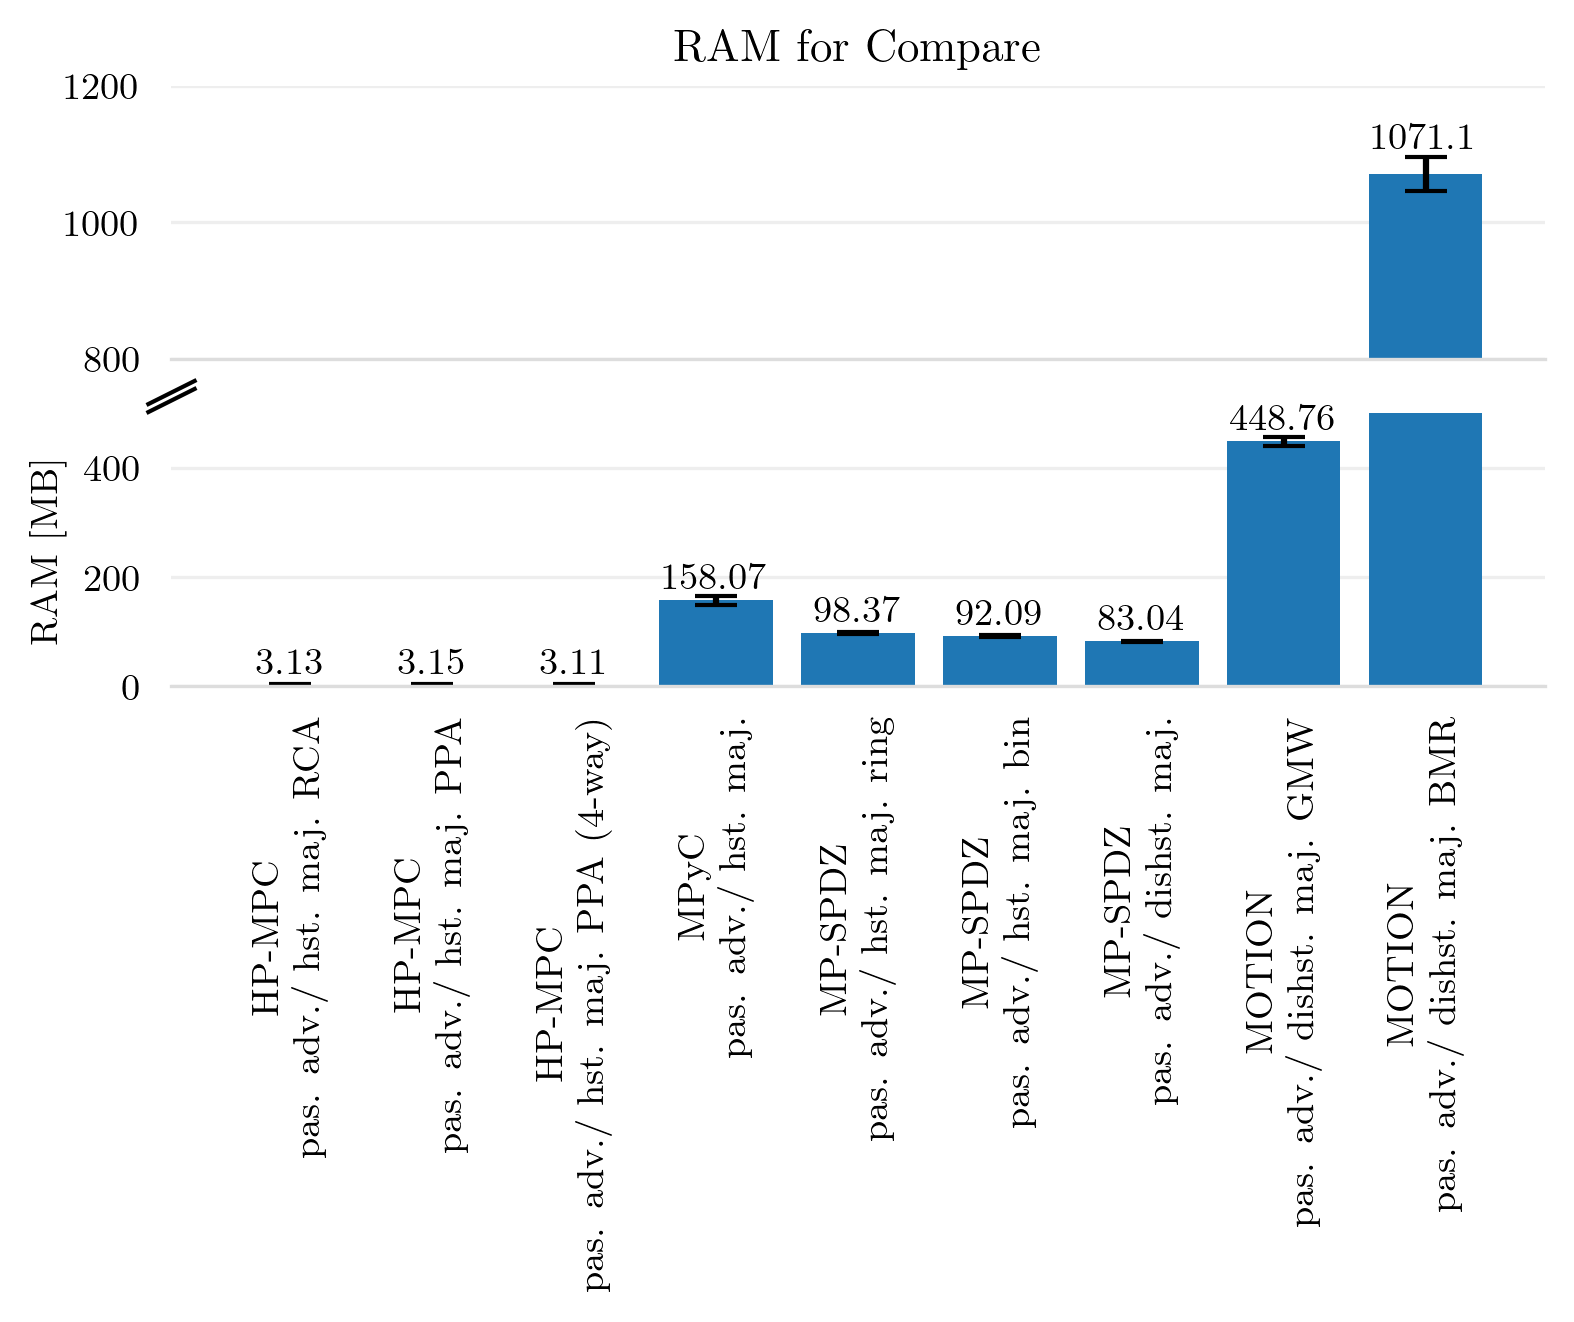 RAM for Compare
1200
1000
800
400
200
0
RAM [MB]
3.13
3.15
3.11
158.07
98.37
92.09
83.04
448.76
1071.1
HP-MPC
pas. adv./ hst. maj. RCA
HP-MPC
pas. adv./ hst. maj. PPA
HP-MPC
pas. adv./ hst. maj. PPA (4-way)
MPyC
pas. adv./ hst. maj.
MP-SPDZ
pas. adv./ hst. maj. ring
MP-SPDZ
pas. adv./ hst. maj. bin
MP-SPDZ
pas. adv./ dishst. maj.
MOTION
pas. adv./ dishst. maj. GMW
MOTION
pas. adv./ dishst. maj. BMR